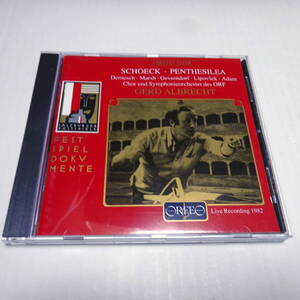 SCHOECK · PENTHESILEA
Dernesch · Marsh · Gessendorf · Lipovšek · Adam
Chor und Symphonieorchester des ORF
GERD ALBRECHT
FEST
SPIEL
DOKV
MENTE
ORFEO
Live Recording 1982